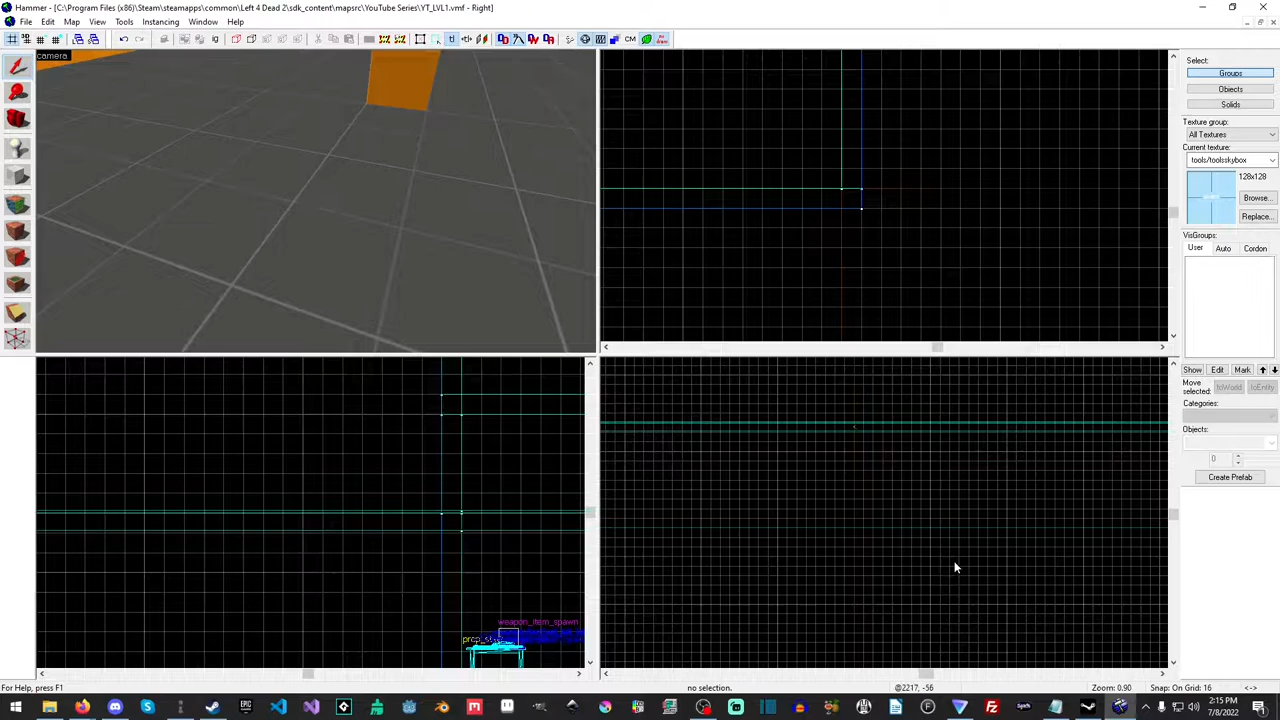 Hammer - [C:\Program Files (x86)\Steam\steamapps\common\Left 4 Dead 2\sdk_content\mapsrc\YouTube Series\YT_LVL1.vmf - Right]
File Edit Map View Tools Instancing Window Help
camera
Select:
Groups
Objects
Solids
Texture group:
All Textures
Current texture:
tools/toolsskybox
128x128
Browse...
Replace...
VisGroups:
User Auto Cordon
Show Edit Mark
Move selected:
toWorld toEntity
Categories:
Objects:
0
Create Prefab
weapon_item_spawn
For Help, press F1
no selection.
@2217, -56
Zoom: 0.90
Snap: On Grid: 16
<->
2:15 PM
7/8/2022